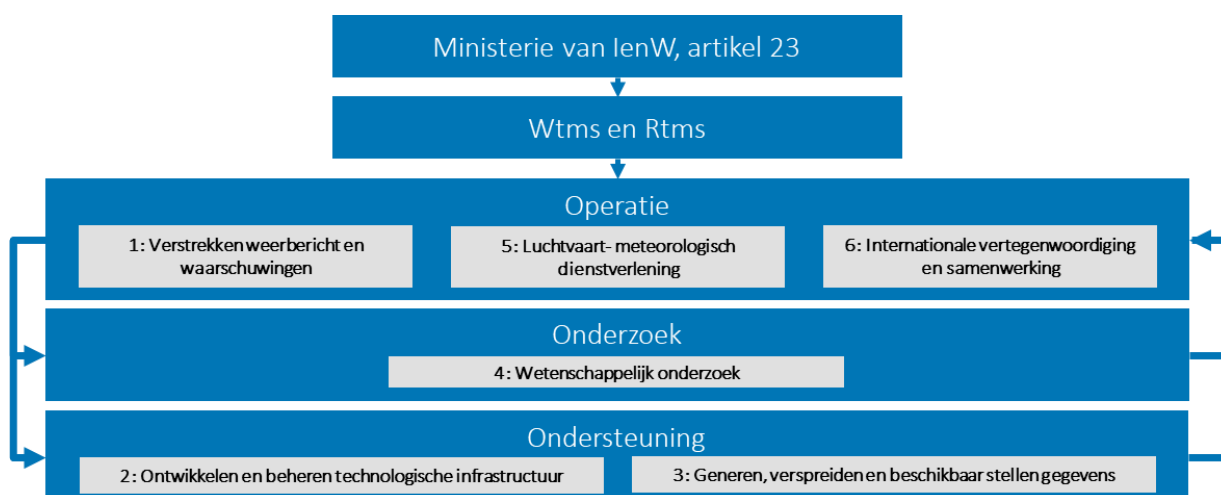 Ministerie van IenW, artikel 23
Wtms en Rtms
Operatie
1: Verstrekken weerbericht en
waarschuwingen
5: Luchtvaart- meteorologisch
dienstverlening
6: Internationale vertegenwoordiging
en samenwerking
Onderzoek
4: Wetenschappelijk onderzoek
Ondersteuning
2: Ontwikkelen en beheren technologische infrastructuur
3: Generen, verspreiden en beschikbaar stellen gegevens